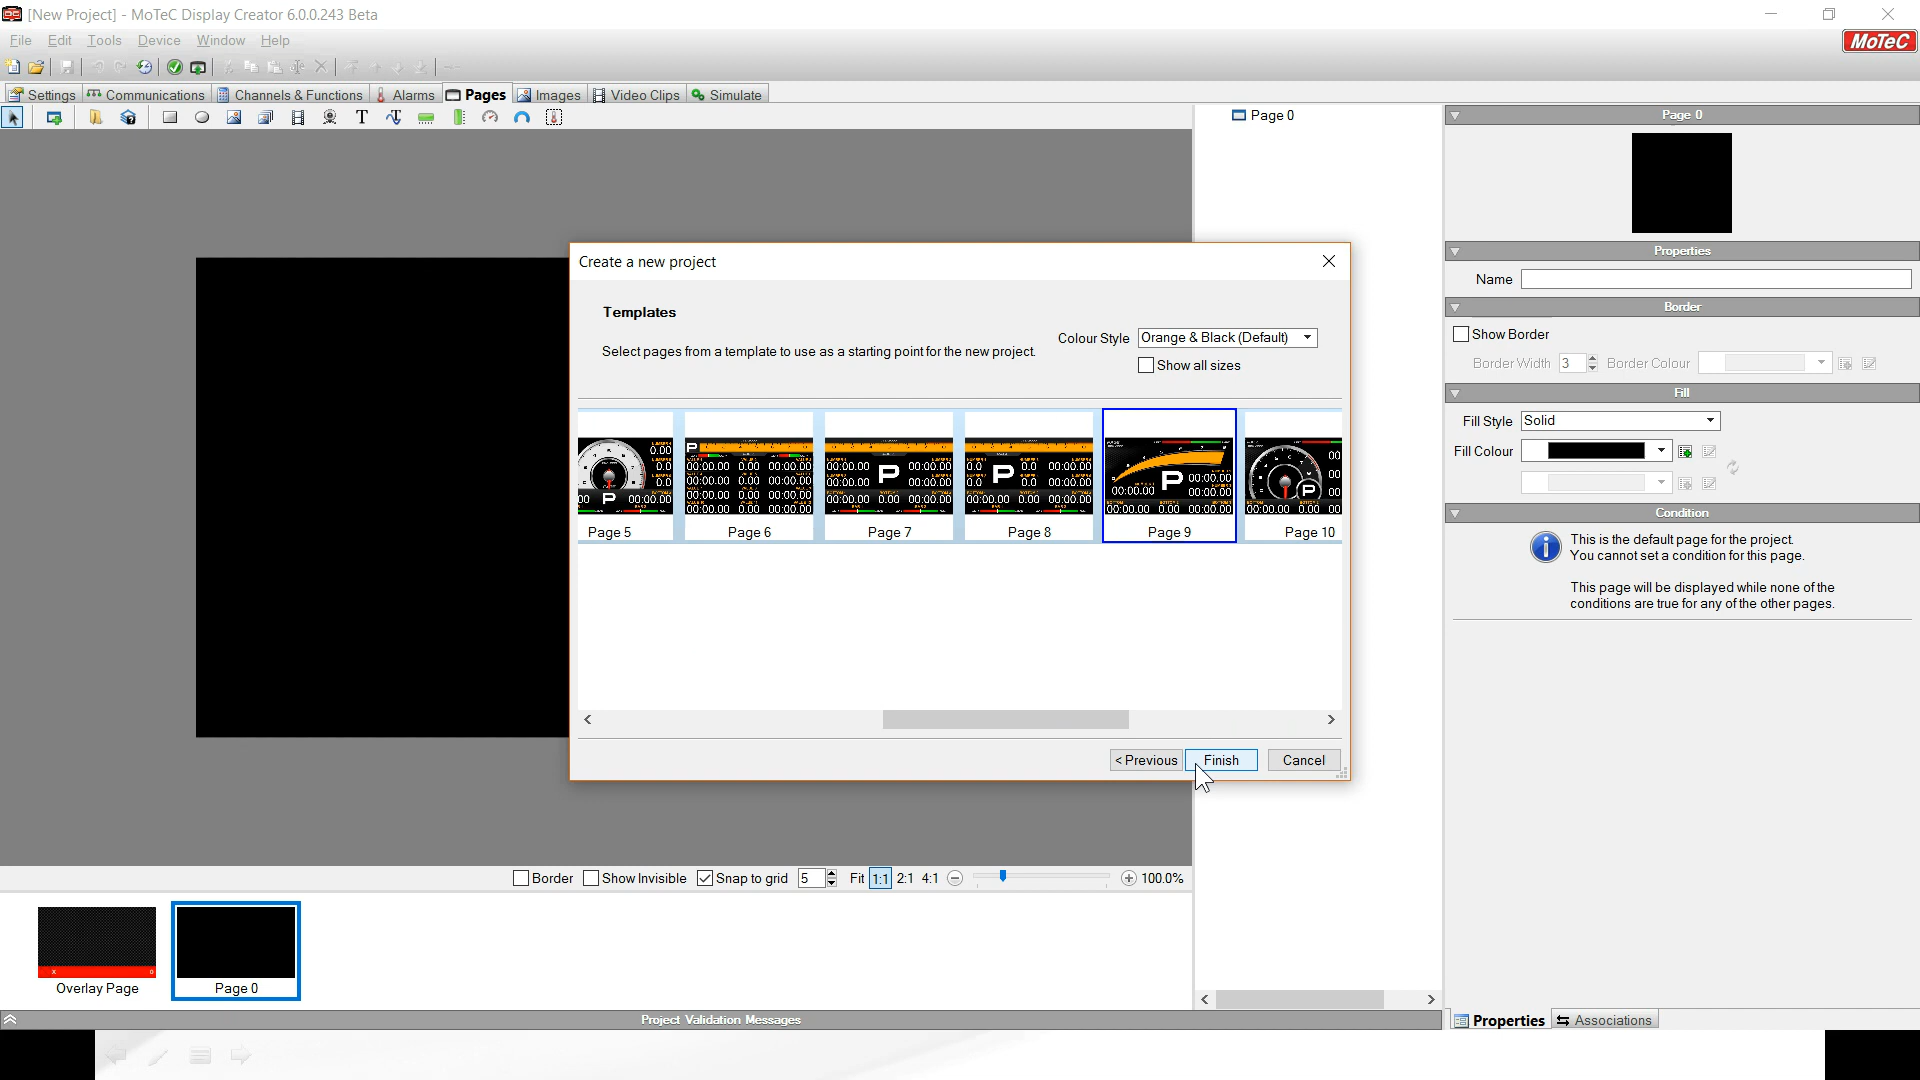 [New Project] - MoTeC Display Creator 6.0.0.243 Beta
File Edit Tools Device Window Help
MoTeC
Settings Communications Channels & Functions Alarms Pages Images Video Clips Simulate
Page 0
Page 0
Properties
Name
Border
Show Border
Border Width 3 Border Colour
Fill
Fill Style Solid
Fill Colour
Condition
This is the default page for the project.
You cannot set a condition for this page.
This page will be displayed while none of the
conditions are true for any of the other pages.
Create a new project
Templates
Select pages from a template to use as a starting point for the new project.
Colour Style Orange & Black (Default)
Show all sizes
Page 5 Page 6 Page 7 Page 8 Page 9 Page 10
< Previous Finish Cancel
Border Show Invisible Snap to grid 5 Fit 1:1 2:1 4:1 100.0%
Overlay Page Page 0
Project Validation Messages
Properties Associations